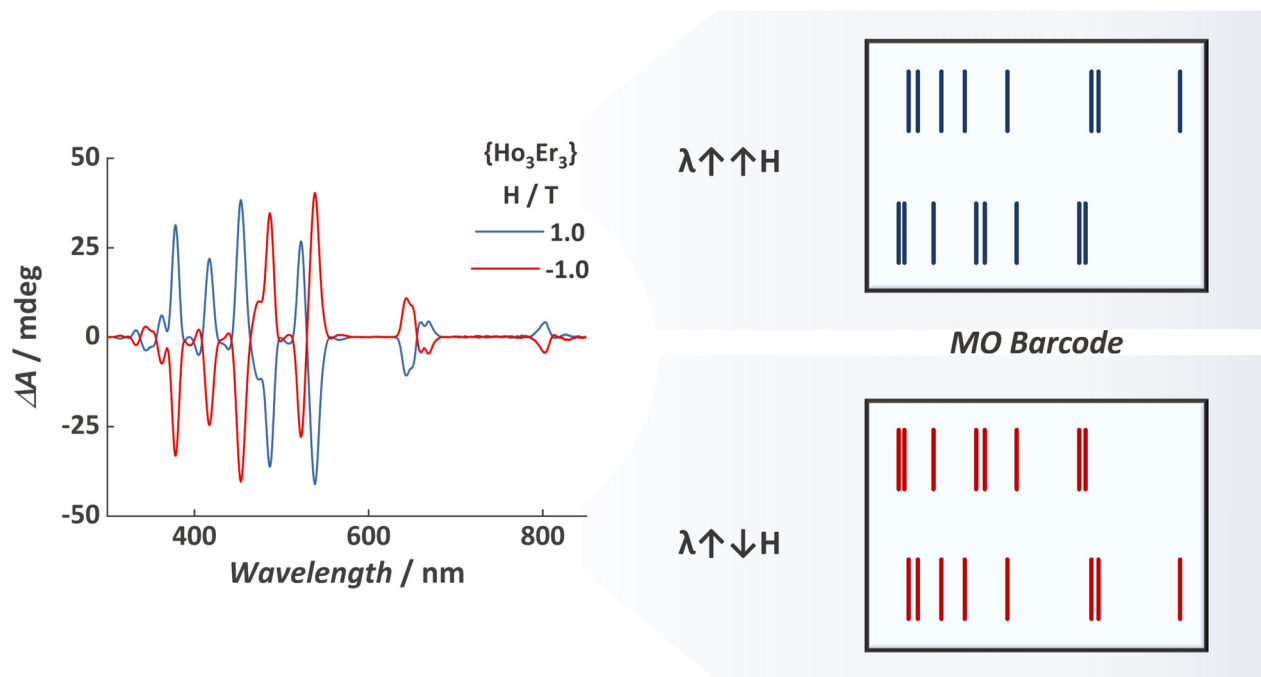 {Ho₃Er₃}
H / T
1.0
-1.0
50
25
0
-25
-50
ΔA / mdeg
400
600
800
Wavelength / nm
λ↑↑H
MO Barcode
λ↑↓H